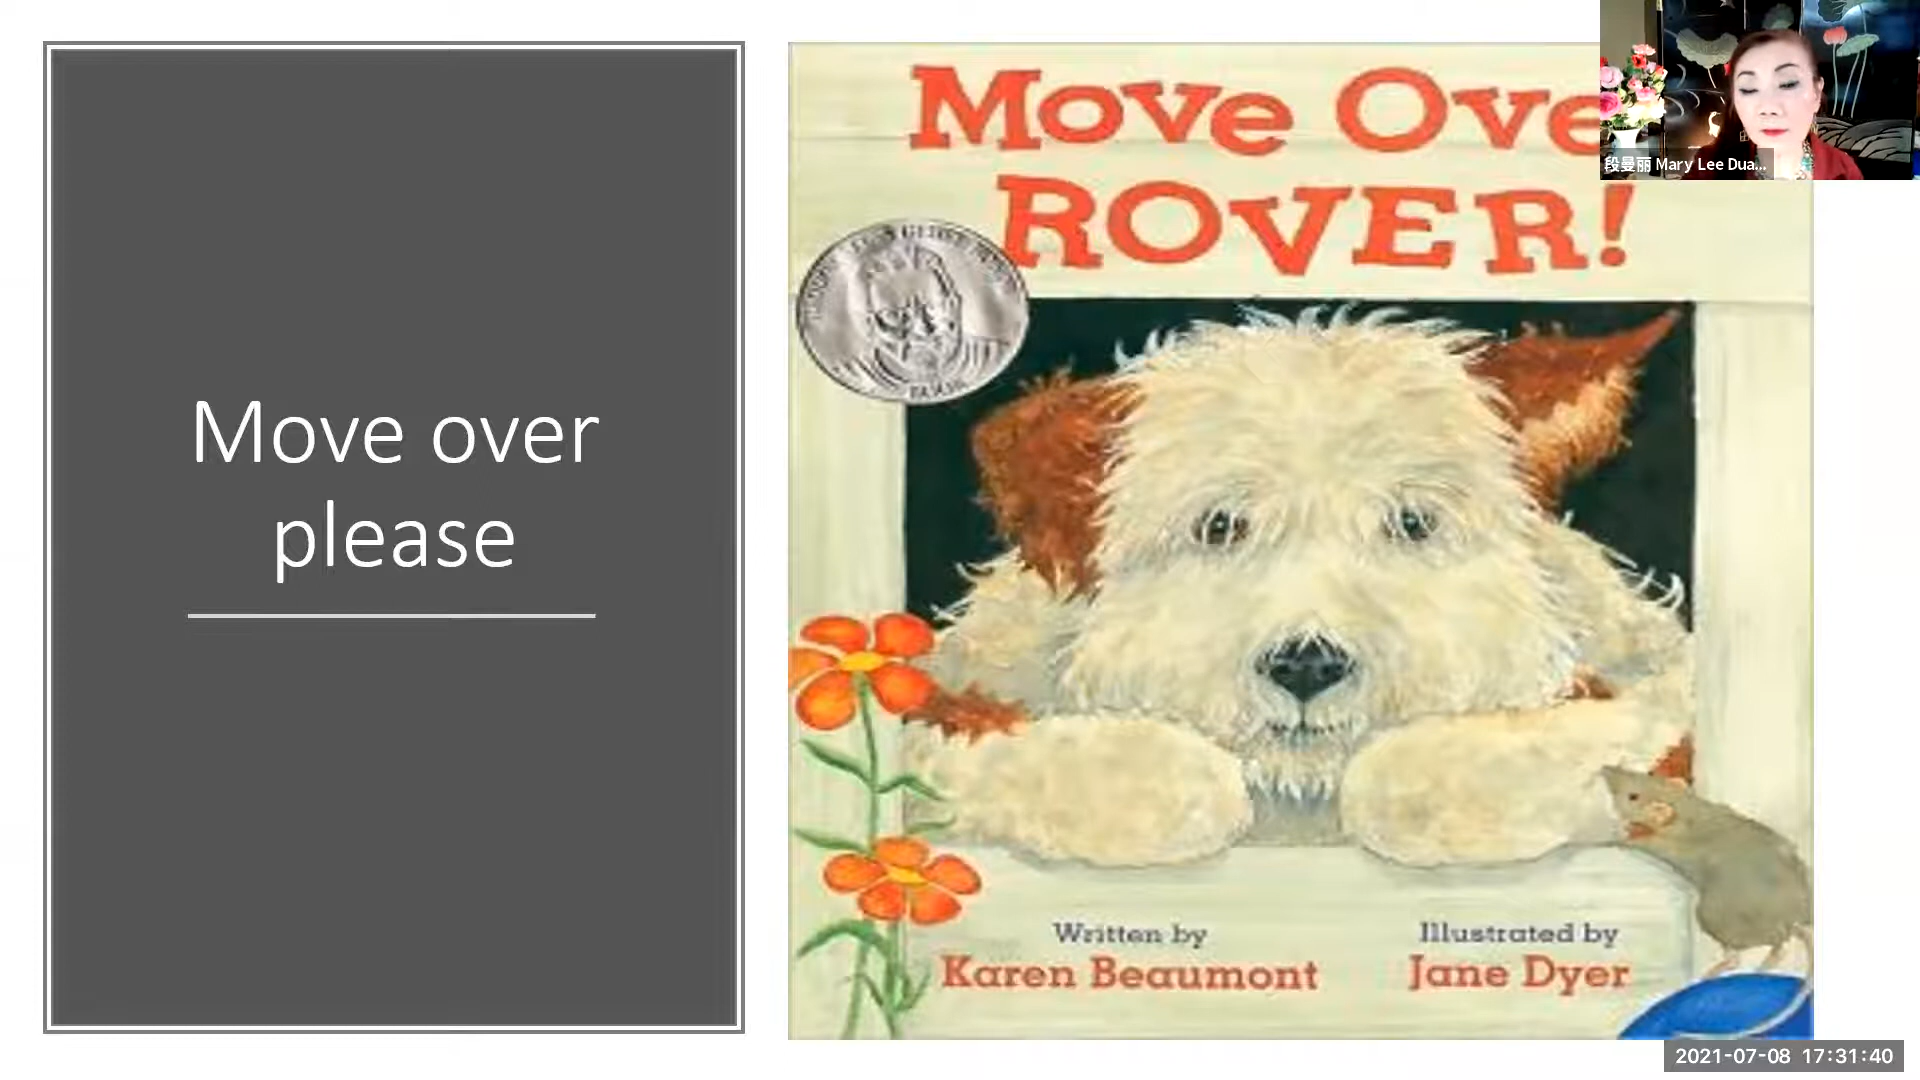 Move over
please
Move Ove
ROVER!
Written by
Karen Beaumont
Illustrated by
Jane Dyer
段曼丽 Mary Lee Dua...
2021-07-08 17:31:40